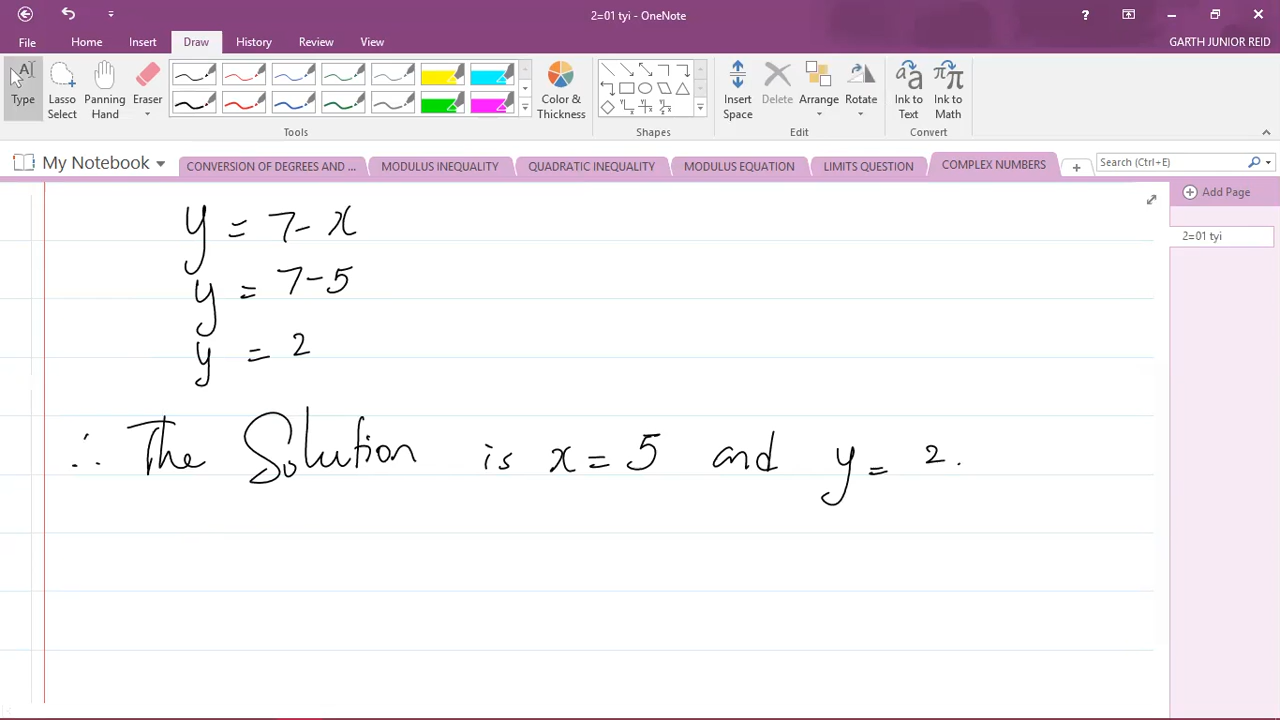 2=01 tyi - OneNote
File Home Insert Draw History Review View GARTH JUNIOR REID
Type Lasso Select Panning Hand Eraser Color & Thickness Insert Space Delete Arrange Rotate Ink to Text Ink to Math
Tools Shapes Edit Convert
My Notebook CONVERSION OF DEGREES AND ... MODULUS INEQUALITY QUADRATIC INEQUALITY MODULUS EQUATION LIMITS QUESTION COMPLEX NUMBERS Search (Ctrl+E)
Add Page
2=01 tyi
y = 7 - x
y = 7 - 5
y = 2
∴ The Solution is x = 5 and y = 2.